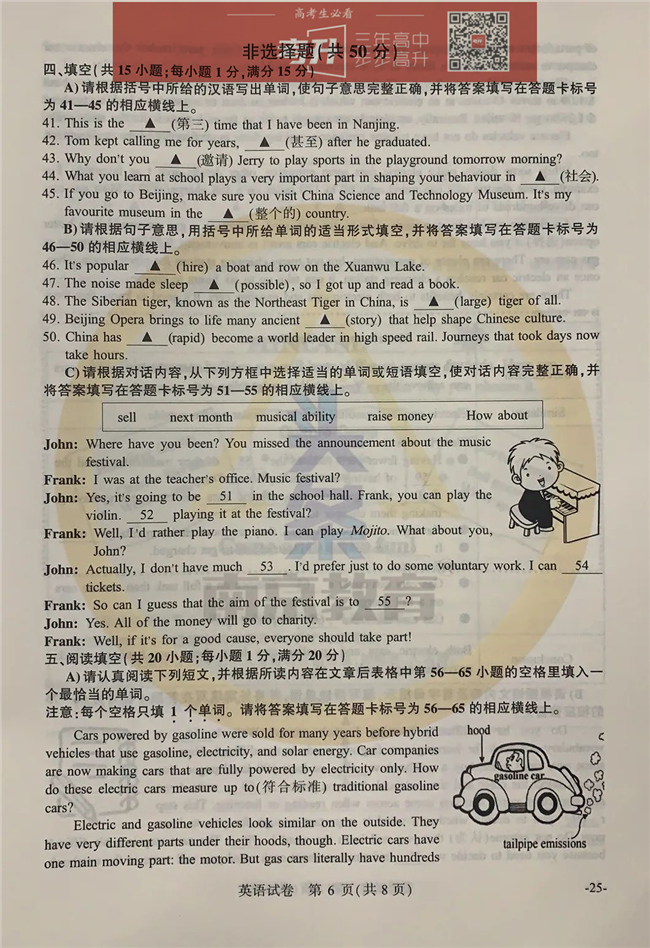 高考生必看
三年高中
步步高升
非选择题(共50分)
四、填空(共15小题;每小题1分,满分15分)
A)请根据括号中所给的汉语写出单词,使句子意思完整正确,并将答案填写在答题卡标号
为41—45的相应横线上。
41. This is the ▲ (第三) time that I have been in Nanjing.
42. Tom kept calling me for years, ▲ (甚至) after he graduated.
43. Why don't you ▲ (邀请) Jerry to play sports in the playground tomorrow morning?
44. What you learn at school plays a very important part in shaping your behaviour in ▲ (社会).
45. If you go to Beijing, make sure you visit China Science and Technology Museum. It's my
favourite museum in the ▲ (整个的) country.
B)请根据句子意思,用括号中所给单词的适当形式填空,并将答案填写在答题卡标号为
46—50的相应横线上。
46. It's popular ▲ (hire) a boat and row on the Xuanwu Lake.
47. The noise made sleep ▲ (possible), so I got up and read a book.
48. The Siberian tiger, known as the Northeast Tiger in China, is ▲ (large) tiger of all.
49. Beijing Opera brings to life many ancient ▲ (story) that help shape Chinese culture.
50. China has ▲ (rapid) become a world leader in high speed rail. Journeys that took days now
take hours.
C)请根据对话内容,从下列方框中选择适当的单词或短语填空,使对话内容完整正确,并
将答案填写在答题卡标号为51—55的相应横线上。
sell next month musical ability raise money How about
John: Where have you been? You missed the announcement about the music
festival.
Frank: I was at the teacher's office. Music festival?
John: Yes, it's going to be 51 in the school hall. Frank, you can play the
violin. 52 playing it at the festival?
Frank: Well, I'd rather play the piano. I can play Mojito. What about you,
John?
John: Actually, I don't have much 53 . I'd prefer just to do some voluntary work. I can 54
tickets.
Frank: So can I guess that the aim of the festival is to 55 ?
John: Yes. All of the money will go to charity.
Frank: Well, if it's for a good cause, everyone should take part!
五、阅读填空(共20小题;每小题1分,满分20分)
A)请认真阅读下列短文,并根据所读内容在文章后表格中第56—65小题的空格里填入一
个最恰当的单词。
注意:每个空格只填1个单词。请将答案填写在答题卡标号为56—65的相应横线上。
Cars powered by gasoline were sold for many years before hybrid
vehicles that use gasoline, electricity, and solar energy. Car companies
are now making cars that are fully powered by electricity only. How
do these electric cars measure up to(符合标准) traditional gasoline
cars?
Electric and gasoline vehicles look similar on the outside. They
have very different parts under their hoods, though. Electric cars have
one main moving part: the motor. But gas cars literally have hundreds
hood
gasoline car
tailpipe emissions
南京教育
英语试卷 第6页(共8页)
-25-